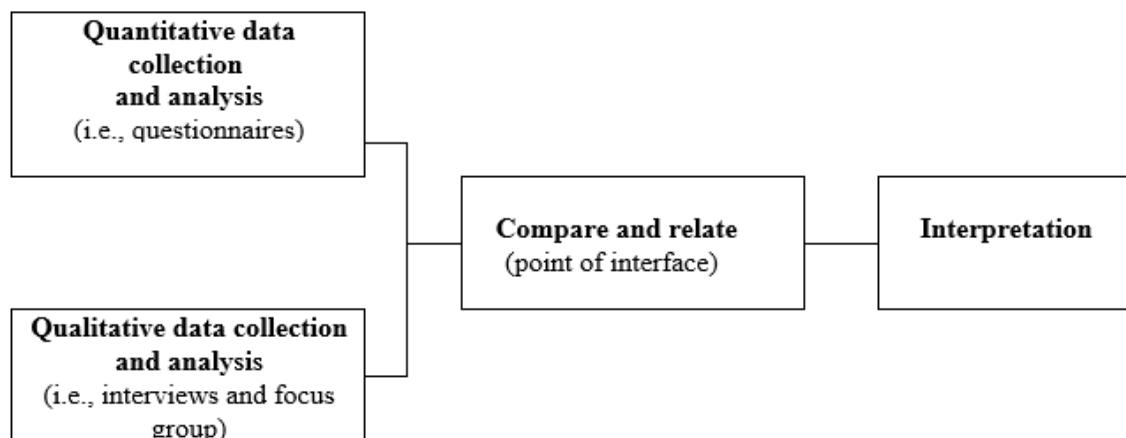 Quantitative data
collection
and analysis
(i.e., questionnaires)
Qualitative data collection
and analysis
(i.e., interviews and focus
group)
Compare and relate
(point of interface)
Interpretation